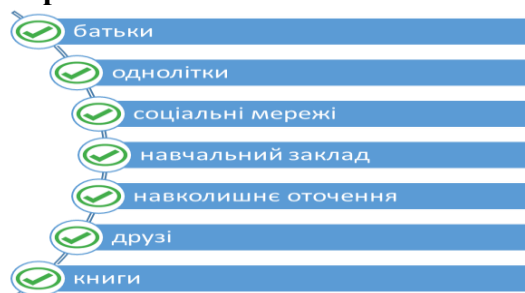 батьки
однолітки
соціальні мережі
навчальний заклад
навколишнє оточення
друзі
книги